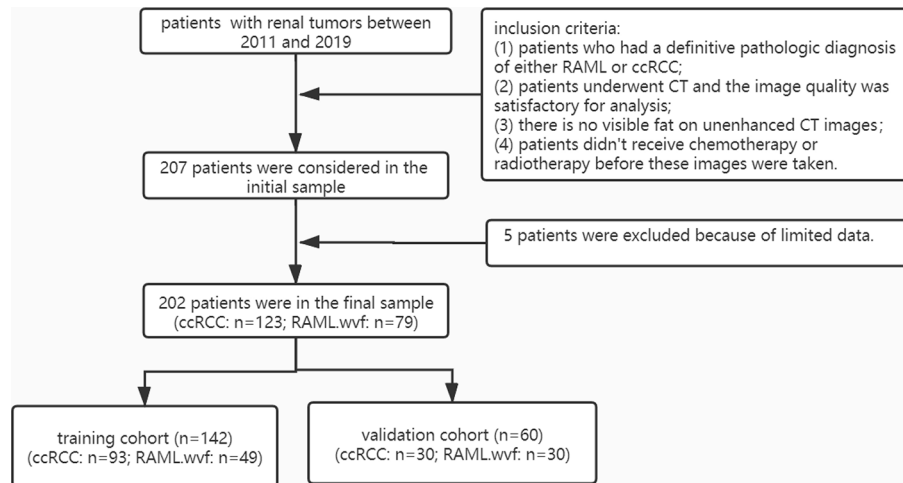 patients with renal tumors between
2011 and 2019
inclusion criteria:
(1) patients who had a definitive pathologic diagnosis
of either RAML or ccRCC;
(2) patients underwent CT and the image quality was
satisfactory for analysis;
(3) there is no visible fat on unenhanced CT images;
(4) patients didn't receive chemotherapy or
radiotherapy before these images were taken.
207 patients were considered in the
initial sample
5 patients were excluded because of limited data.
202 patients were in the final sample
(ccRCC: n=123; RAML.wvf: n=79)
training cohort (n=142)
(ccRCC: n=93; RAML.wvf: n=49)
validation cohort (n=60)
(ccRCC: n=30; RAML.wvf: n=30)